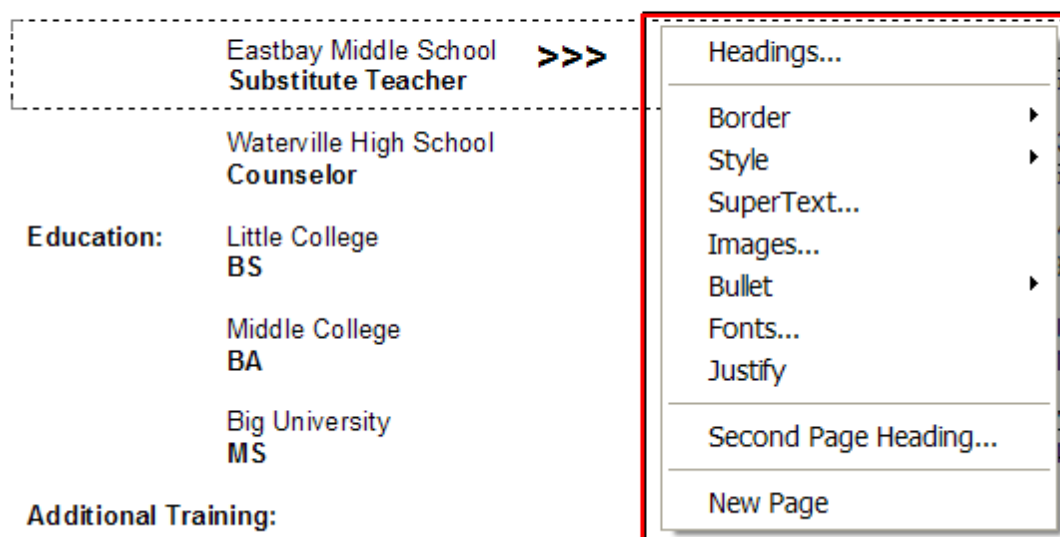 Eastbay Middle School >>>
Substitute Teacher
Waterville High School
Counselor
Education: Little College
BS
Middle College
BA
Big University
MS
Additional Training:
Headings...
Border
Style
SuperText...
Images...
Bullet
Fonts...
Justify
Second Page Heading...
New Page